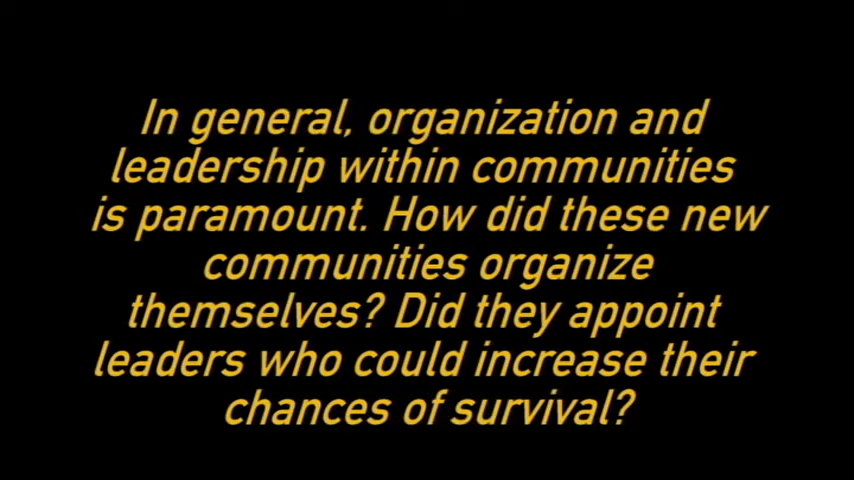 In general, organization and
leadership within communities
is paramount. How did these new
communities organize
themselves? Did they appoint
leaders who could increase their
chances of survival?